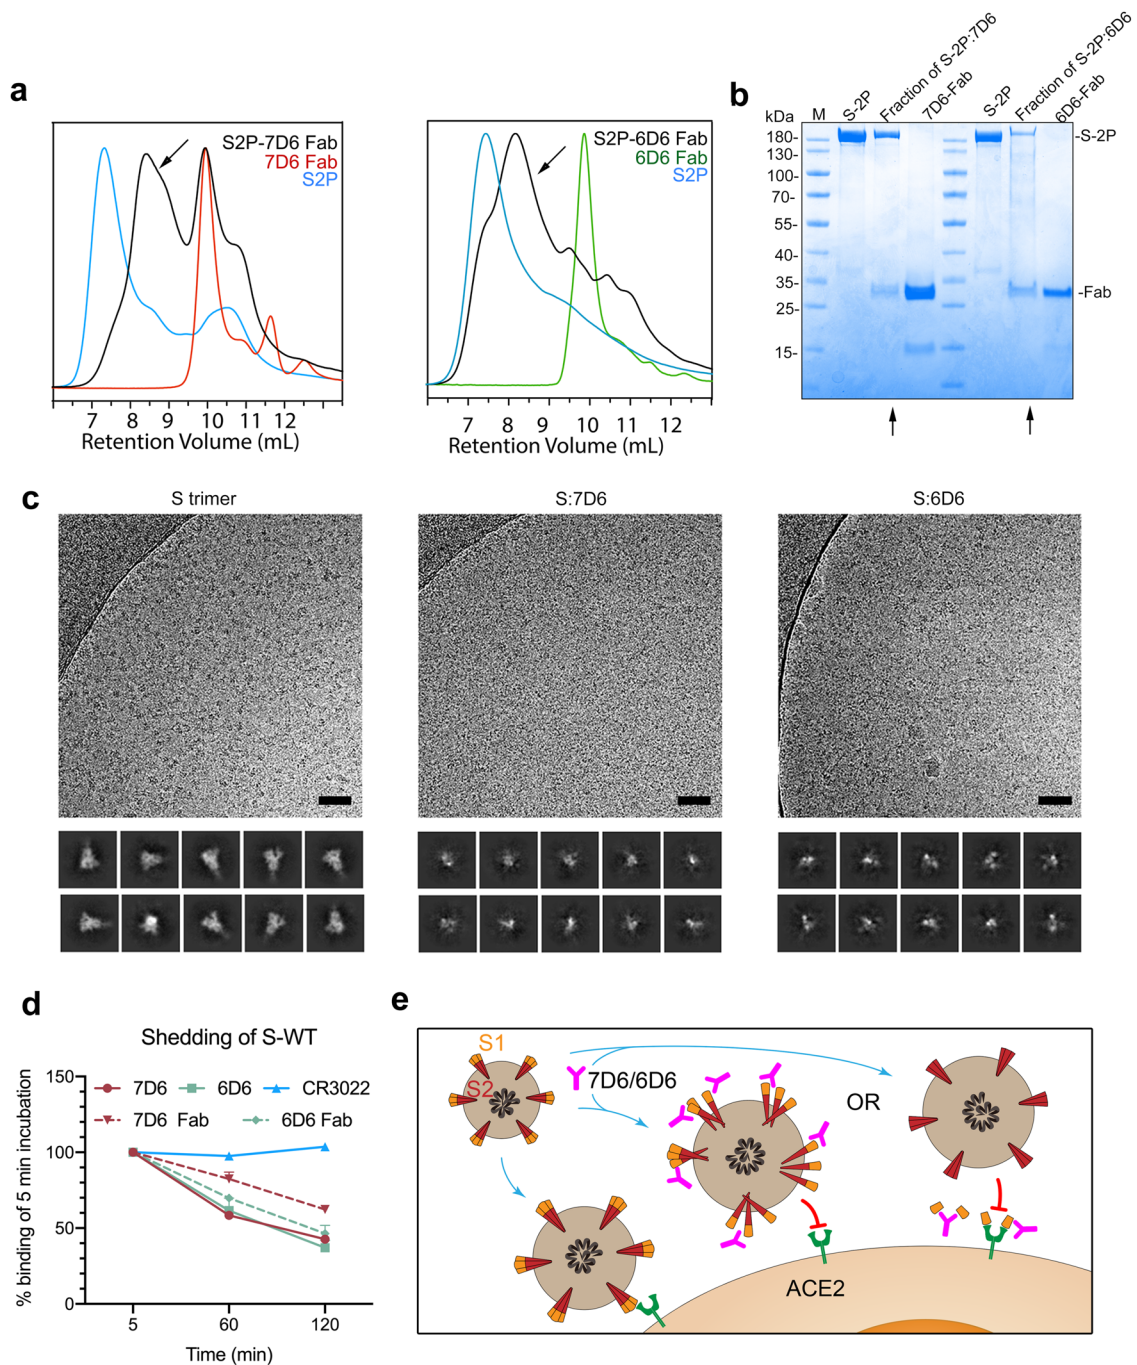 a
S2P-7D6 Fab
7D6 Fab
S2P
7 8 9 10 11 12
Retention Volume (mL)
S2P-6D6 Fab
6D6 Fab
S2P
7 8 9 10 11 12
Retention Volume (mL)
b
kDa
M
S-2P
Fraction of S-2P:7D6
7D6-Fab
S-2P
Fraction of S-2P:6D6
6D6-Fab
180-
130-
100-
70-
55-
40-
35-
25-
15-
-S-2P
-Fab
c
S trimer
S:7D6
S:6D6
d
Shedding of S-WT
% binding of 5 min incubation
150
100
50
0
7D6
6D6
CR3022
7D6 Fab
6D6 Fab
5 60 120
Time (min)
e
S1
S2
7D6/6D6
OR
ACE2